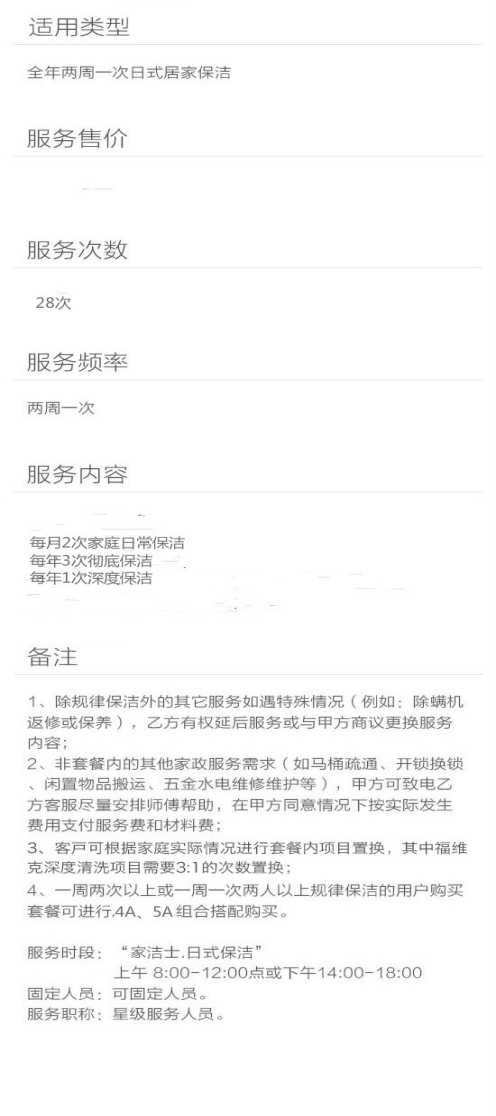 适用类型
全年两周一次日式居家保洁
服务售价
服务次数
28次
服务频率
两周一次
服务内容
每月2次家庭日常保洁
每年3次彻底保洁
每年1次深度保洁
备注
1、除规律保洁外的其它服务如遇特殊情况（例如：除螨机
返修或保养），乙方有权延后服务或与甲方商议更换服务
内容；
2、非套餐内的其他家政服务需求（如马桶疏通、开锁换锁
、闲置物品搬运、五金水电维修维护等），甲方可致电乙
方客服尽量安排师傅帮助，在甲方同意情况下按实际发生
费用支付服务费和材料费；
3、客戸可根据家庭实际情况进行套餐内项目置换，其中福维
克深度清洗项目需要3:1的次数置换；
4、一周两次以上或一周一次两人以上规律保洁的用户购买
套餐可进行.4A、5A组合搭配购买。
服务时段：“家洁士.日式保洁”
上午 8:00-12:00点或下午14:00-18:00
固定人员：可固定人员。
服务职称：星级服务人员。